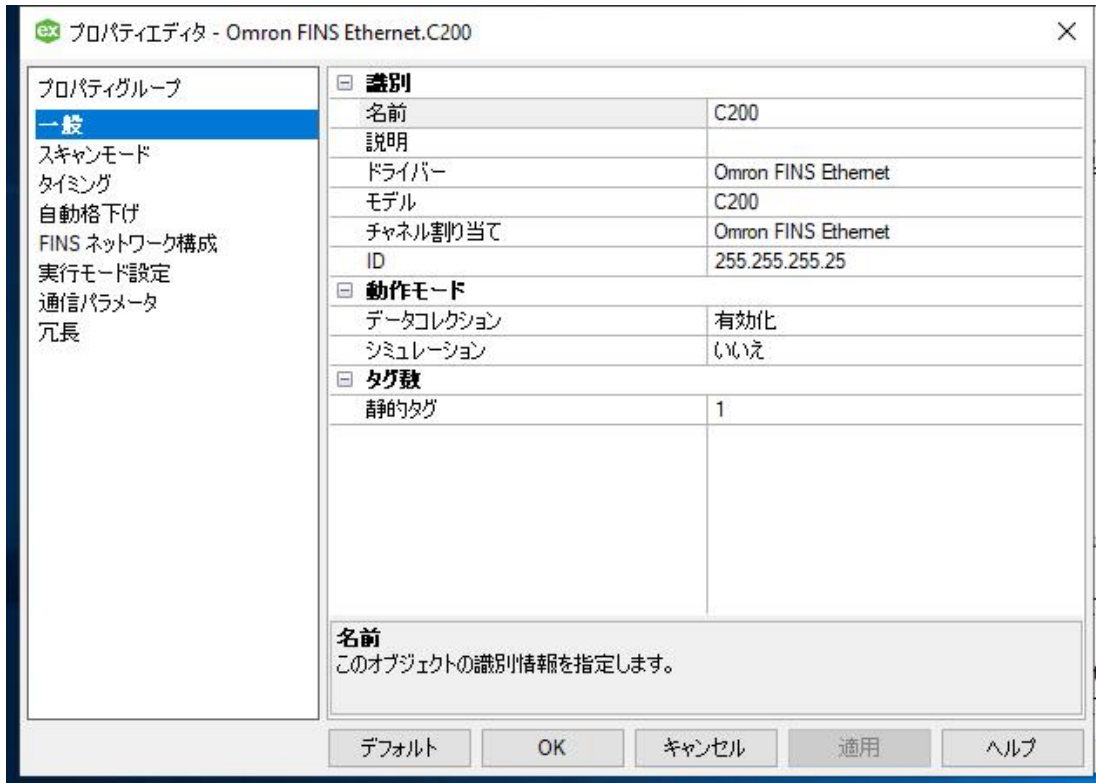 ex プロパティエディタ - Omron FINS Ethernet.C200
プロパティグループ
一般
スキャンモード
タイミング
自動格下げ
FINS ネットワーク構成
実行モード設定
通信パラメータ
冗長
識別
名前 C200
説明
ドライバー Omron FINS Ethernet
モデル C200
チャネル割り当て Omron FINS Ethernet
ID 255.255.255.25
動作モード
データコレクション 有効化
シミュレーション いいえ
タグ数
静的タグ 1
名前
このオブジェクトの識別情報を指定します。
デフォルト OK キャンセル 適用 ヘルプ